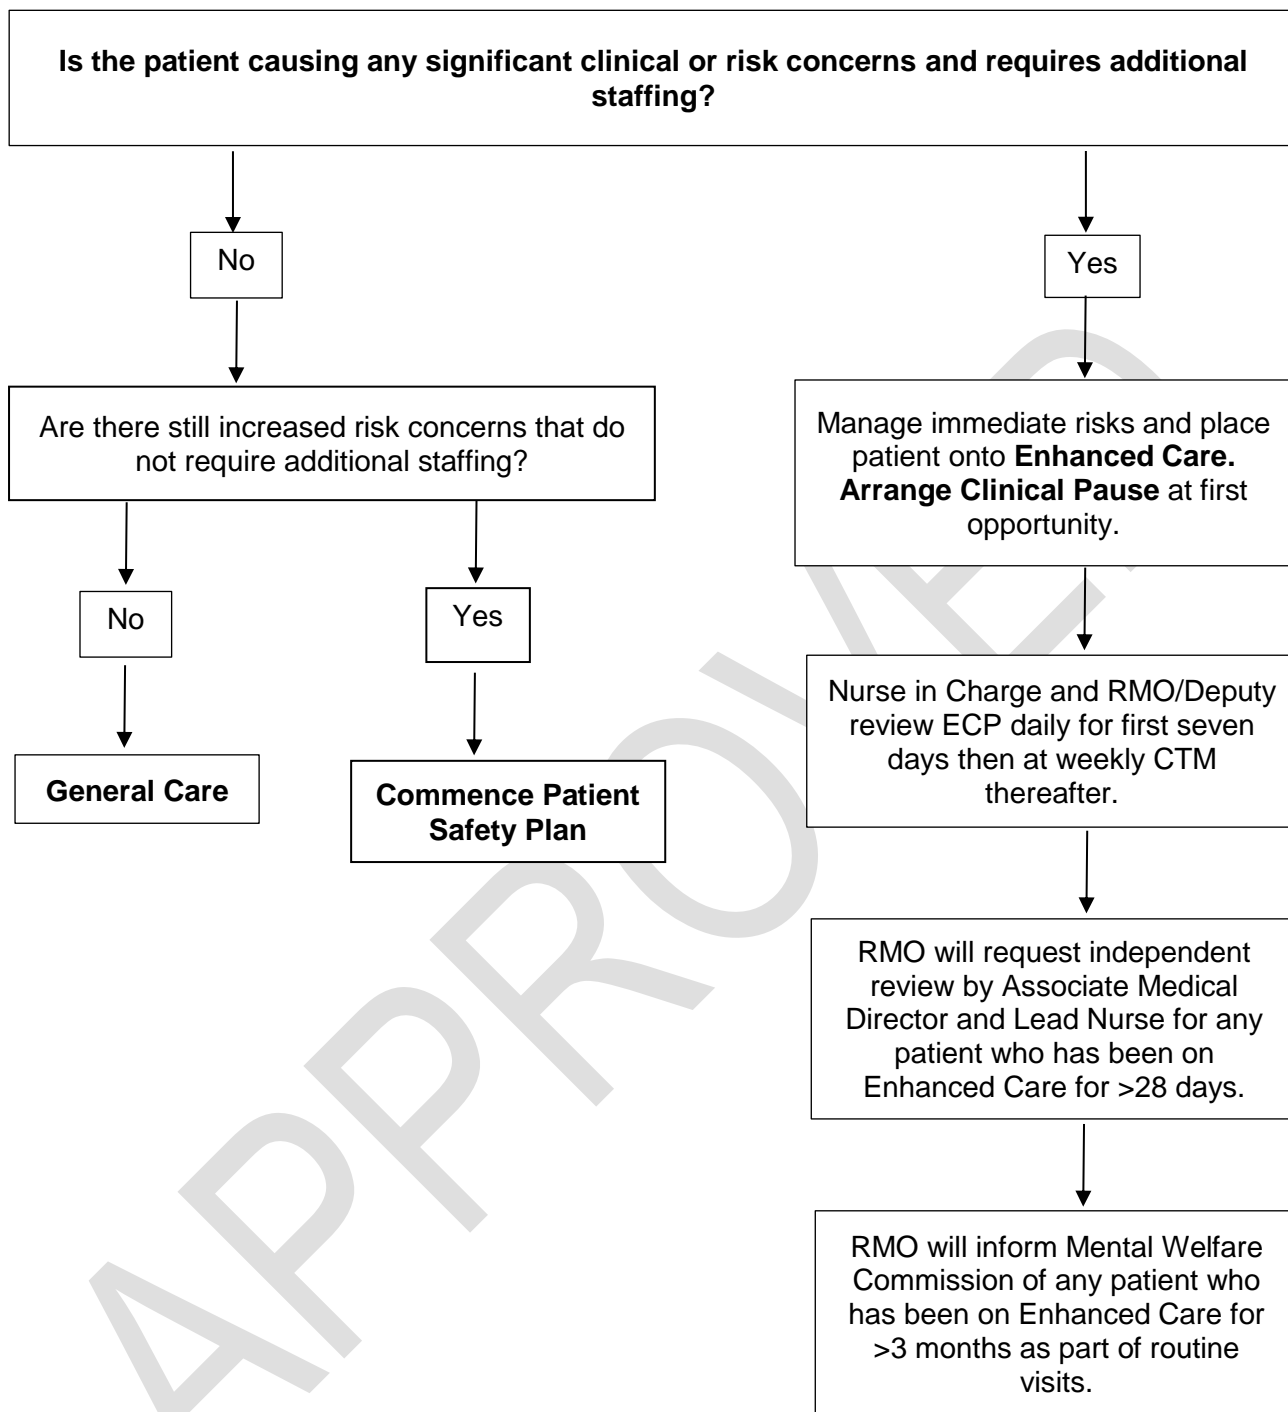 Is the patient causing any significant clinical or risk concerns and requires additional
staffing?
No
Yes
Are there still increased risk concerns that do
not require additional staffing?
Manage immediate risks and place
patient onto Enhanced Care.
Arrange Clinical Pause at first
opportunity.
No
Yes
Nurse in Charge and RMO/Deputy
review ECP daily for first seven
days then at weekly CTM
thereafter.
General Care
Commence Patient
Safety Plan
RMO will request independent
review by Associate Medical
Director and Lead Nurse for any
patient who has been on
Enhanced Care for >28 days.
RMO will inform Mental Welfare
Commission of any patient who
has been on Enhanced Care for
>3 months as part of routine
visits.
APPROVED